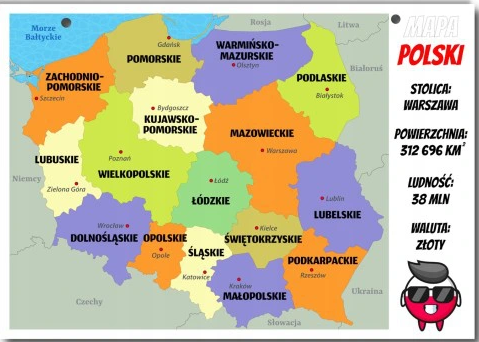 MAPA
POLSKI
STOLICA:
WARSZAWA
POWIERZCHNIA:
312 696 KM²
LUDNOŚĆ:
38 MLN
WALUTA:
ZŁOTY
Morze
Bałtyckie
Rosja
Litwa
Białoruś
Ukraina
Słowacja
Czechy
Niemcy
Gdańsk
POMORSKIE
WARMIŃSKO-
MAZURSKIE
Olsztyn
ZACHODNIO-
POMORSKIE
Szczecin
PODLASKIE
Białystok
Bydgoszcz
KUJAWSKO-
POMORSKIE
MAZOWIECKIE
Warszawa
LUBUSKIE
Zielona Góra
Poznań
WIELKOPOLSKIE
Łódź
ŁÓDZKIE
Lublin
LUBELSKIE
Wrocław
DOLNOŚLĄSKIE
OPOLSKIE
Opole
ŚLĄSKIE
Katowice
Kielce
ŚWIĘTOKRZYSKIE
PODKARPACKIE
Rzeszów
Kraków
MAŁOPOLSKIE